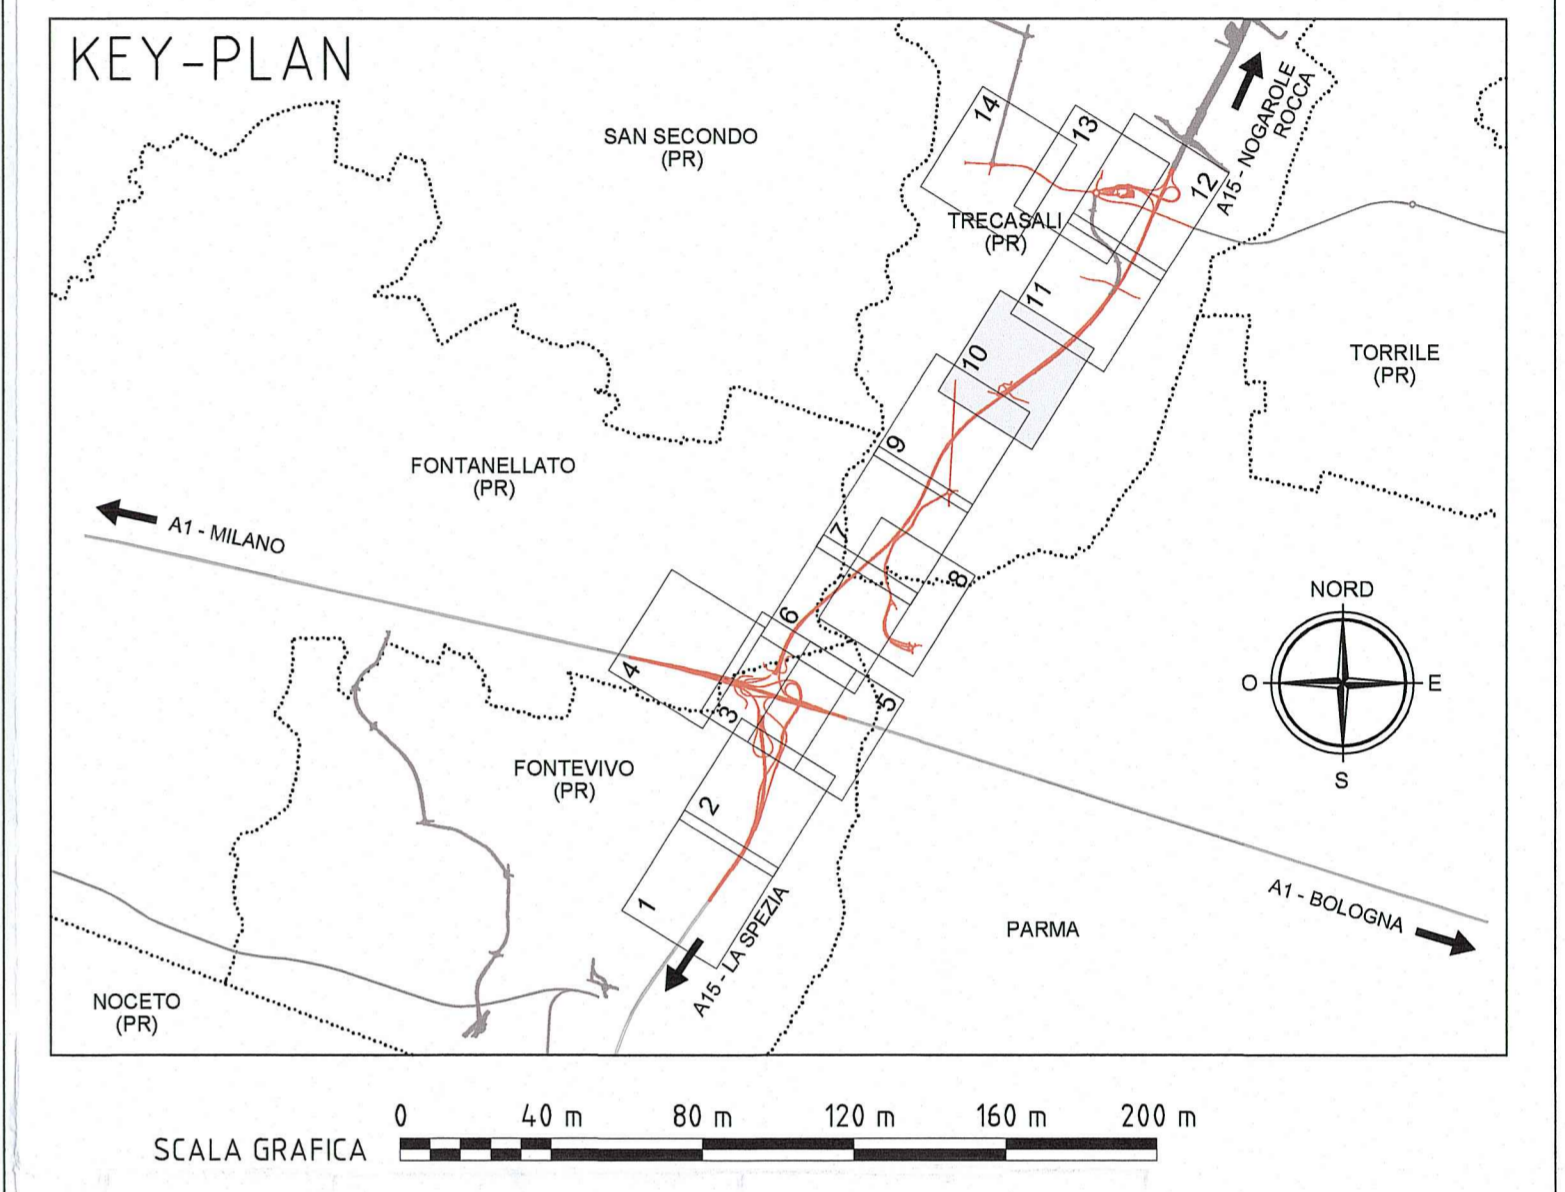 KEY-PLAN
SAN SECONDO
(PR)
14
13
12
A15 - NOGAROLE
ROCCA
TRECASALI
(PR)
11
10
TORRILE
(PR)
9
FONTANELLATO
(PR)
A1 - MILANO
7
8
6
NORD
O
E
S
4
5
3
FONTEVIVO
(PR)
2
1
A15 - LA SPEZIA
PARMA
A1 - BOLOGNA
NOCETO
(PR)
0 40 m 80 m 120 m 160 m 200 m
SCALA GRAFICA